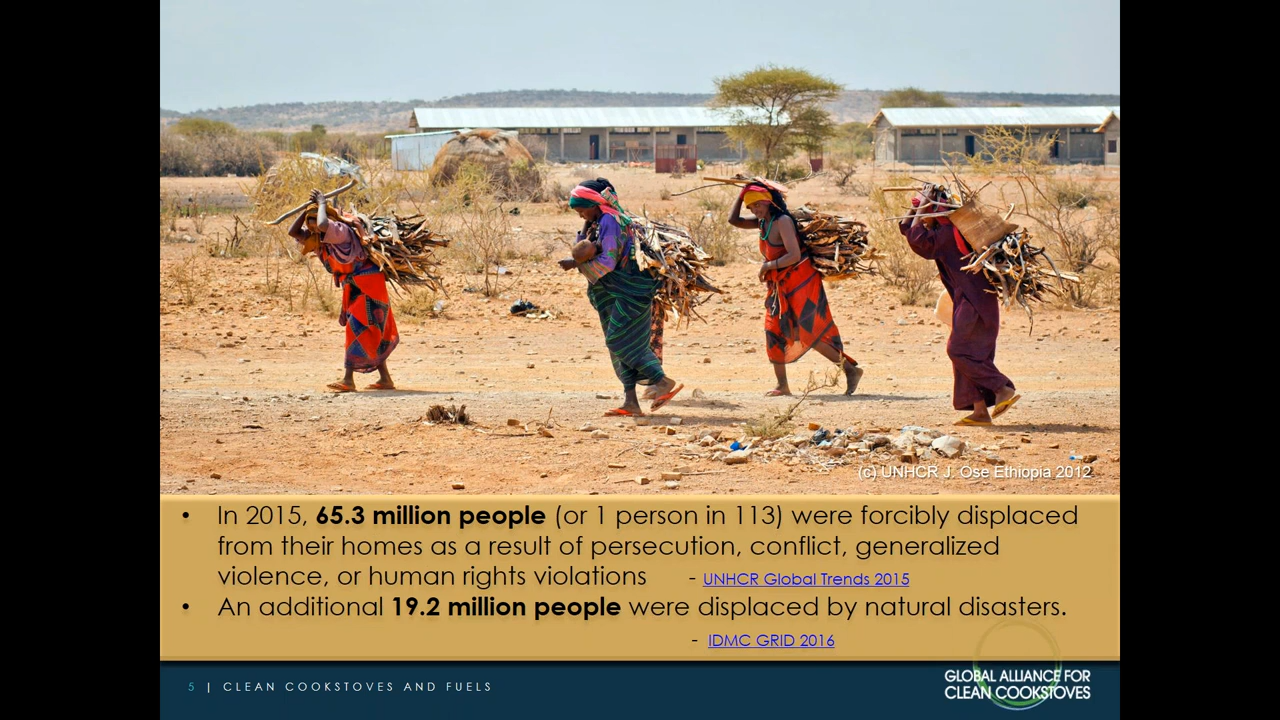 (c) UNHCR J. Ose Ethiopia 2012
• In 2015, 65.3 million people (or 1 person in 113) were forcibly displaced
from their homes as a result of persecution, conflict, generalized
violence, or human rights violations - UNHCR Global Trends 2015
• An additional 19.2 million people were displaced by natural disasters.
- IDMC GRID 2016
5 | CLEAN COOKSTOVES AND FUELS
GLOBAL ALLIANCE FOR
CLEAN COOKSTOVES